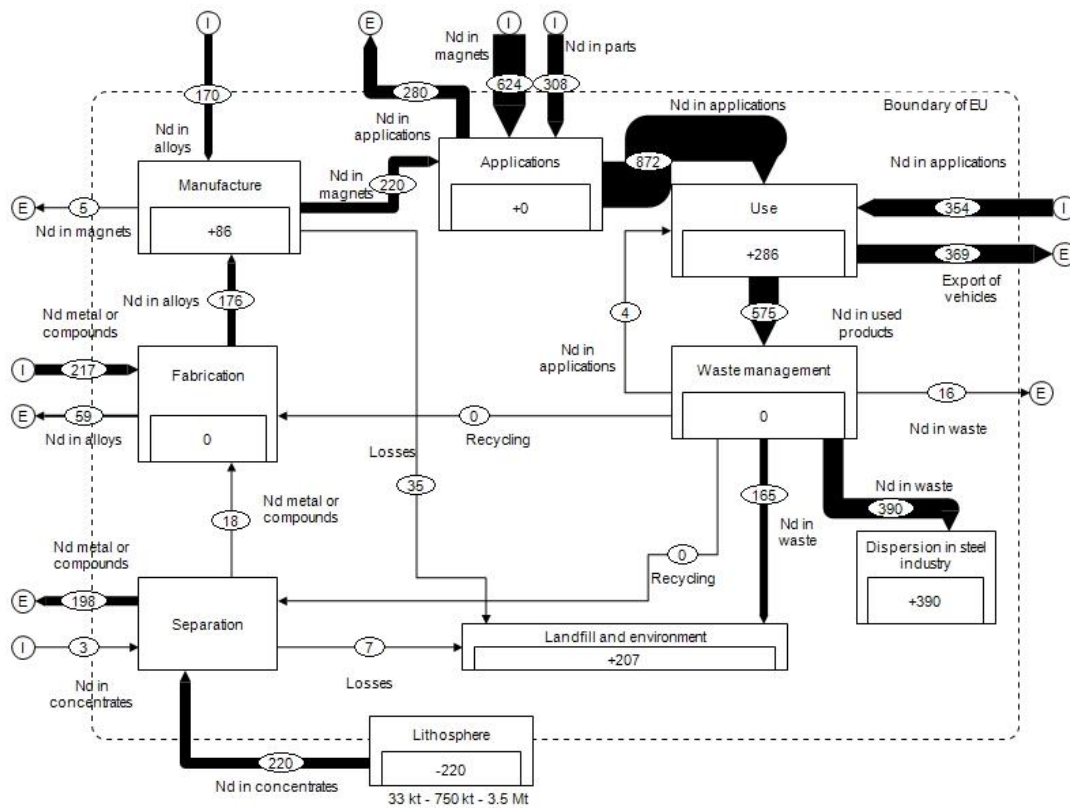 E
I
Nd in
magnets
I
I
Nd in parts
170
280
624
308
Nd in applications
Boundary of EU
Nd in
alloys
Nd in
applications
Applications
872
Nd in applications
Manufacture
Nd in
magnets
220
+0
Use
E
5
354
I
Nd in magnets
+86
+286
369
E
Nd in alloys
176
Export of
vehicles
Nd metal or
compounds
4
575
Nd in used
products
I
217
Fabrication
Nd in
applications
Waste management
E
59
0
16
E
Nd in alloys
0
Recycling
0
Nd in waste
Losses
35
165
Nd in waste
390
Nd metal or
compounds
18
Nd in
waste
Nd metal or
compounds
0
Recycling
Dispersion in steel
industry
E
198
+390
Separation
Landfill and environment
I
3
7
+207
Nd in
concentrates
Losses
Lithosphere
220
-220
Nd in concentrates
33 kt - 750 kt - 3.5 Mt